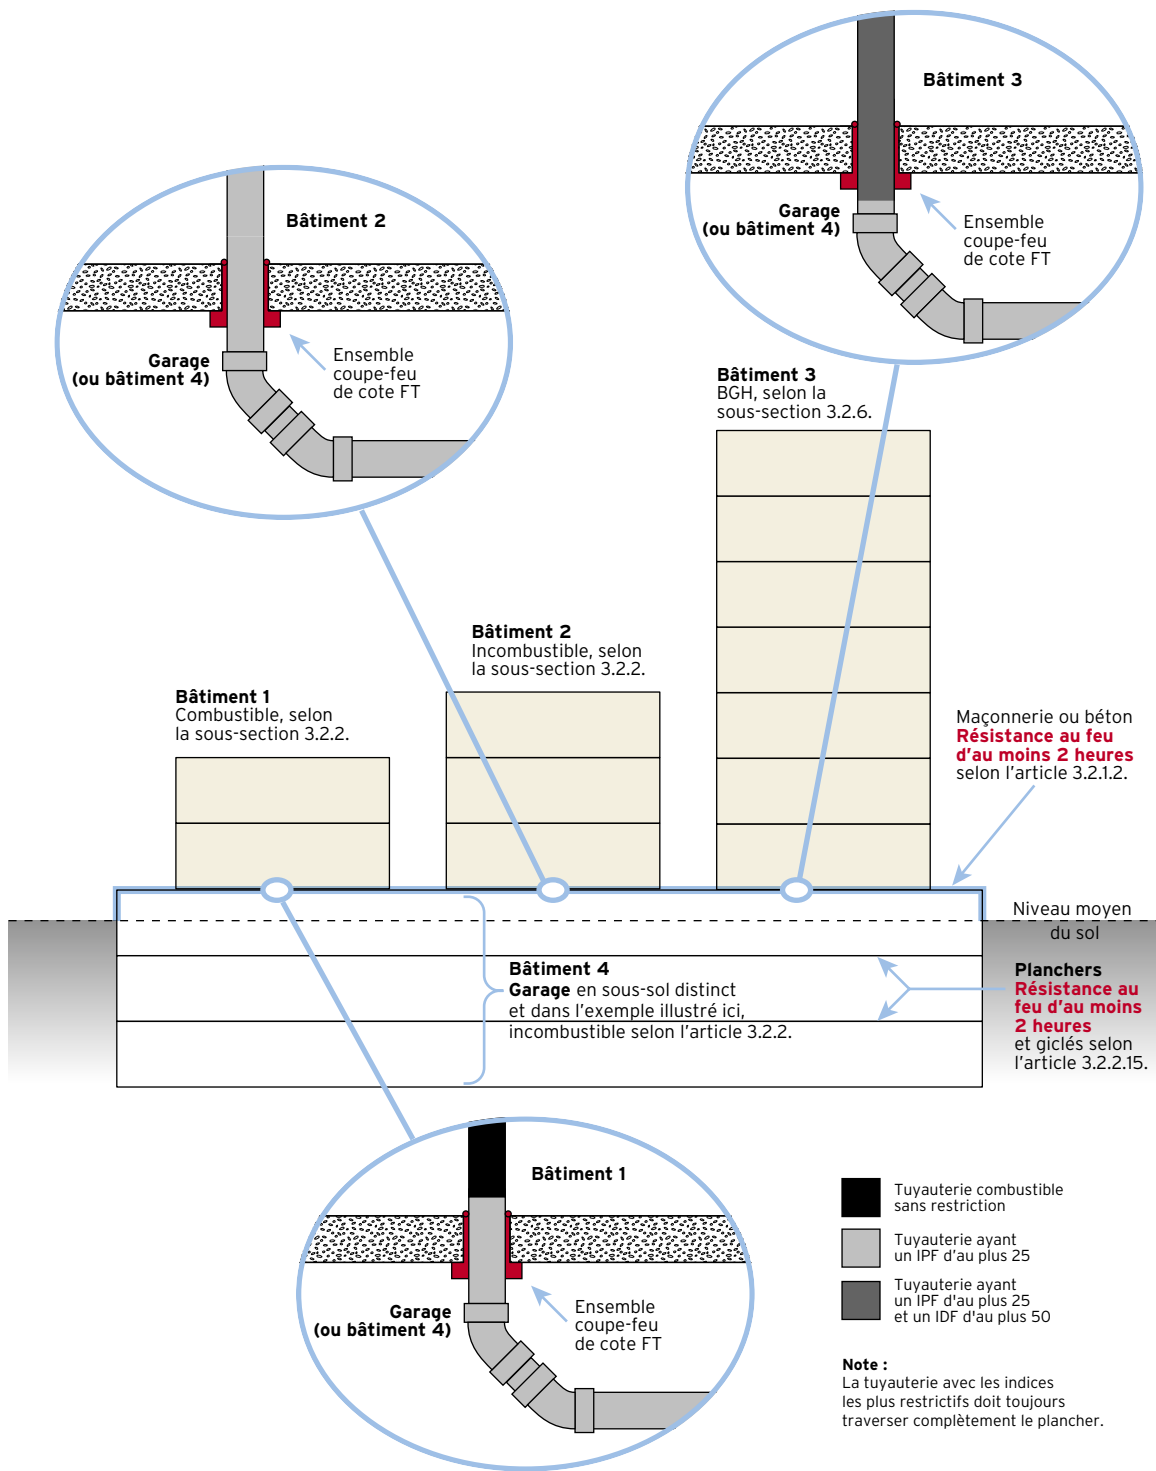 Bâtiment 3
Garage
(ou bâtiment 4)
Ensemble
coupe-feu
de cote FT
Bâtiment 2
Garage
(ou bâtiment 4)
Ensemble
coupe-feu
de cote FT
Bâtiment 3
BGH, selon la
sous-section 3.2.6.
Bâtiment 2
Incombustible, selon
la sous-section 3.2.2.
Bâtiment 1
Combustible, selon
la sous-section 3.2.2.
Maçonnerie ou béton
Résistance au feu
d'au moins 2 heures
selon l'article 3.2.1.2.
Niveau moyen
du sol
Bâtiment 4
Garage en sous-sol distinct
et dans l'exemple illustré ici,
incombustible selon l'article 3.2.2.
Planchers
Résistance au
feu d'au moins
2 heures
et giclés selon
l'article 3.2.2.15.
Bâtiment 1
Garage
(ou bâtiment 4)
Ensemble
coupe-feu
de cote FT
Tuyauterie combustible
sans restriction
Tuyauterie ayant
un IPF d'au plus 25
Tuyauterie ayant
un IPF d'au plus 25
et un IDF d'au plus 50
Note :
La tuyauterie avec les indices
les plus restrictifs doit toujours
traverser complètement le plancher.